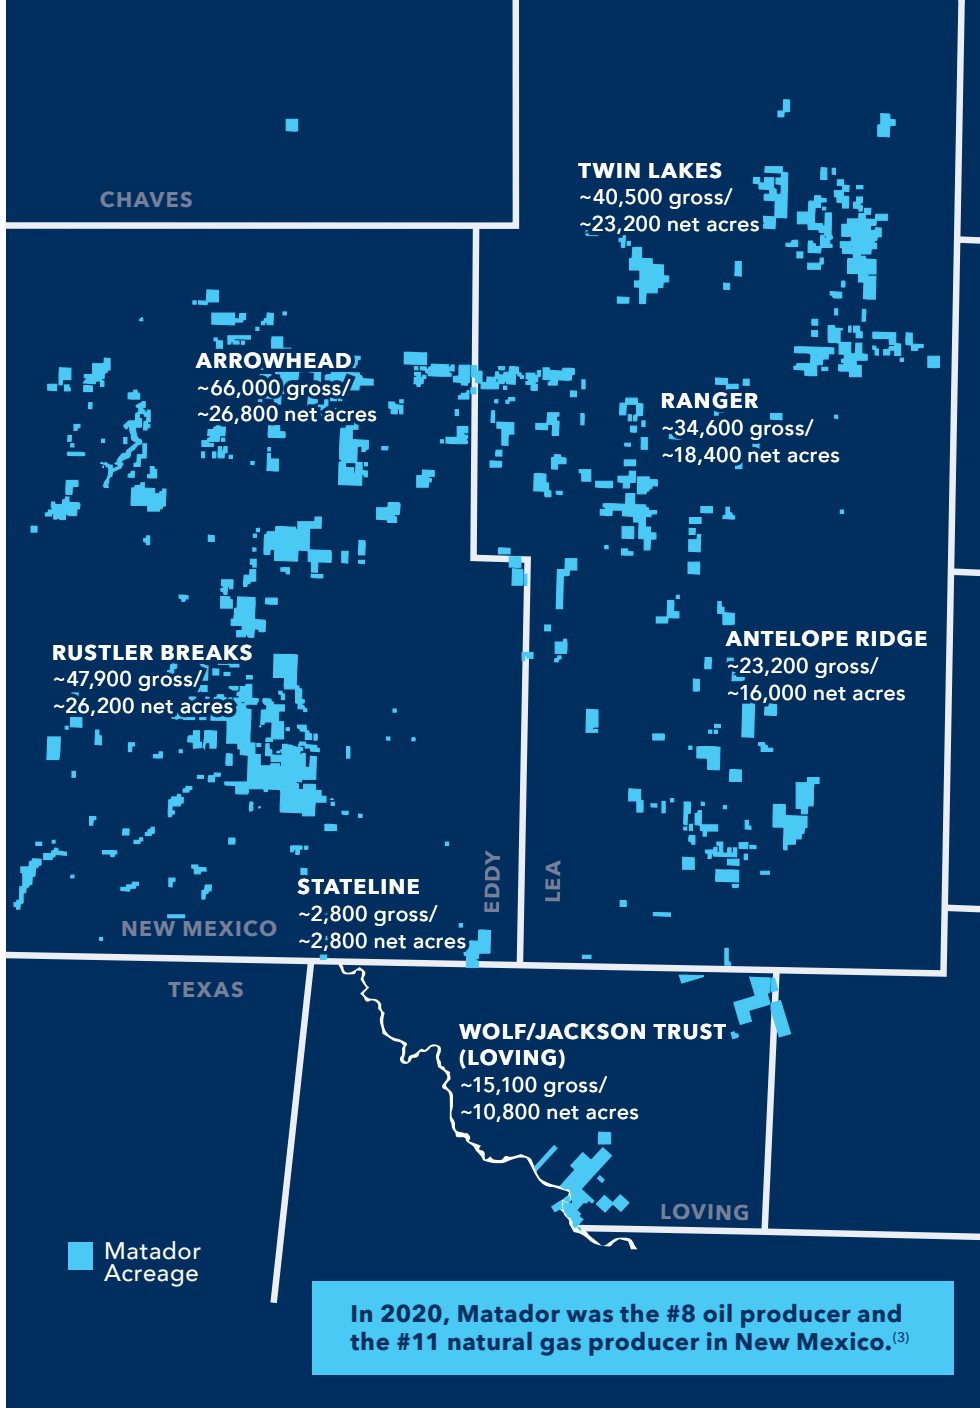 CHAVES
TWIN LAKES
~40,500 gross/
~23,200 net acres
ARROWHEAD
~66,000 gross/
~26,800 net acres
RANGER
~34,600 gross/
~18,400 net acres
RUSTLER BREAKS
~47,900 gross/
~26,200 net acres
ANTELOPE RIDGE
~23,200 gross/
~16,000 net acres
EDDY
LEA
STATELINE
~2,800 gross/
~2,800 net acres
NEW MEXICO
TEXAS
WOLF/JACKSON TRUST
(LOVING)
~15,100 gross/
~10,800 net acres
LOVING
Matador
Acreage
In 2020, Matador was the #8 oil producer and
the #11 natural gas producer in New Mexico.(3)